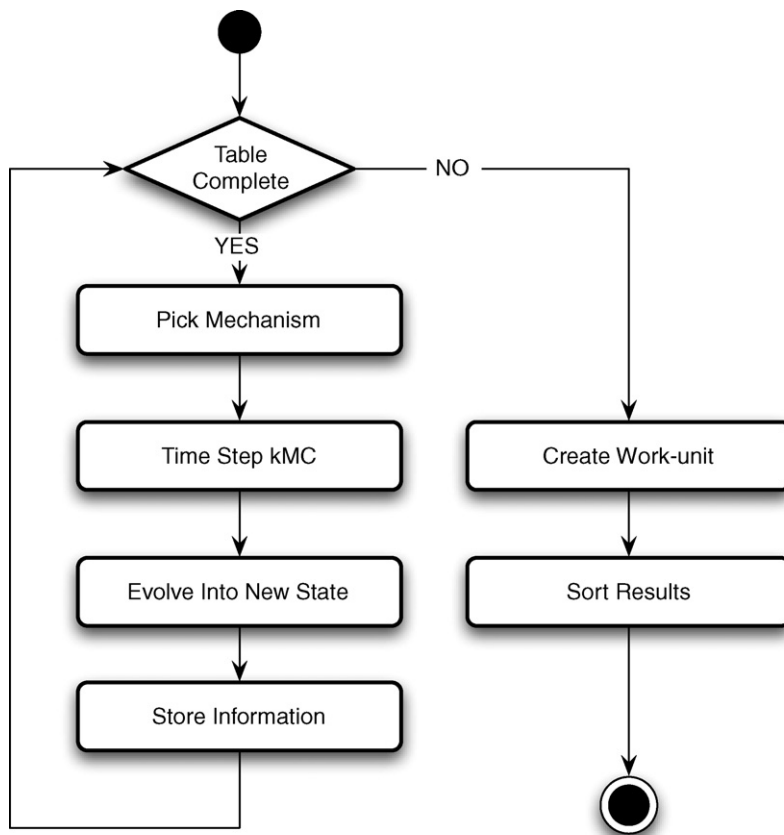 Table
Complete
NO
YES
Pick Mechanism
Time Step kMC
Create Work-unit
Evolve Into New State
Sort Results
Store Information